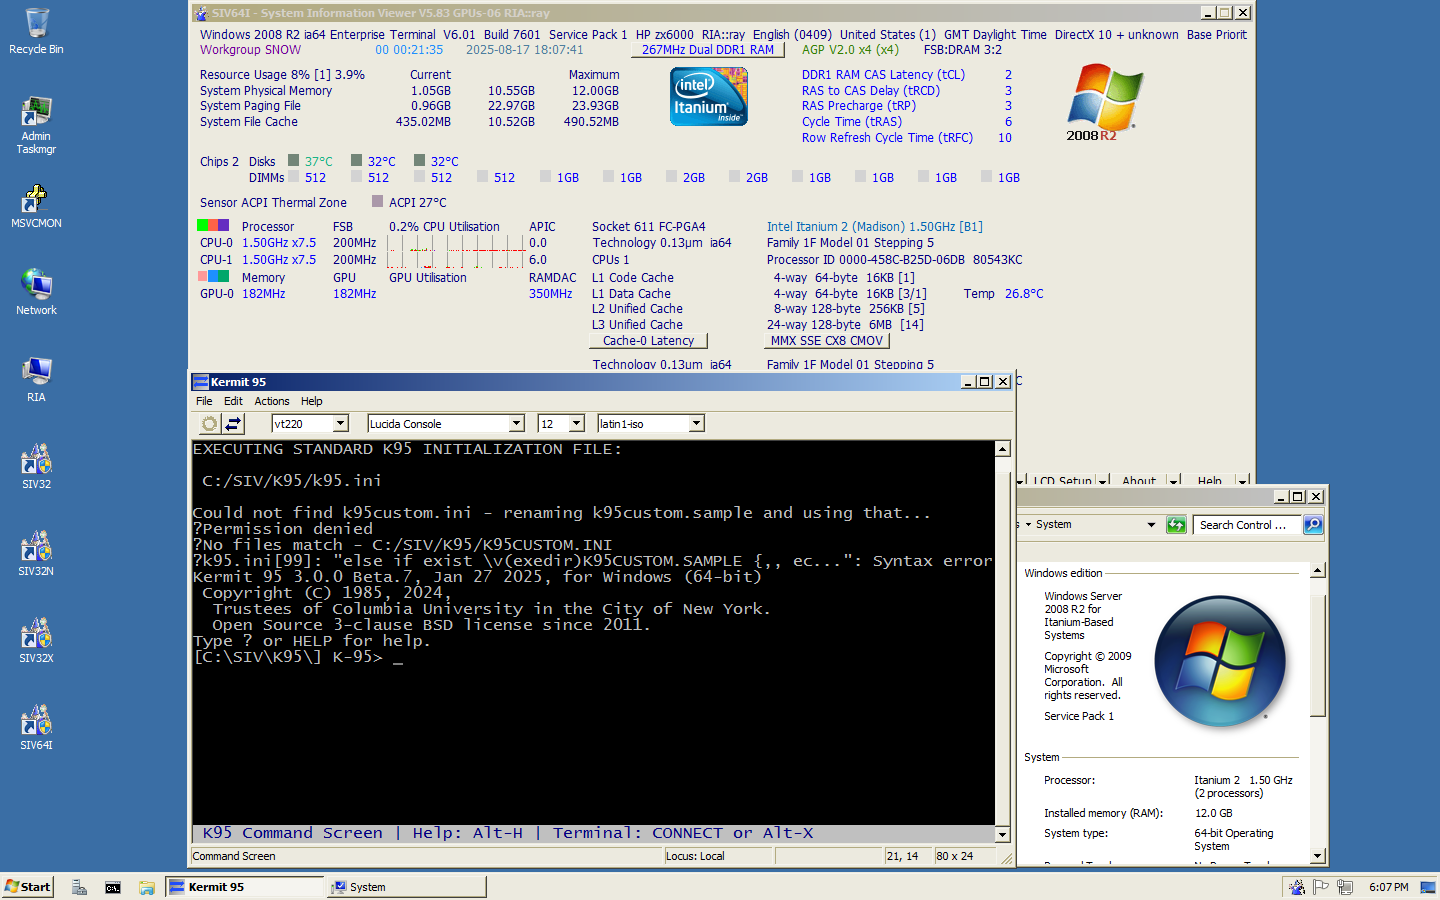 Recycle Bin
Admin
Taskmgr
MSVCMON
Network
RIA
SIV32
SIV32N
SIV32X
SIV64I
SIV64I - System Information Viewer V5.83 GPUs-06 RIA::ray
Windows 2008 R2 ia64 Enterprise Terminal V6.01 Build 7601 Service Pack 1 HP zx6000 RIA::ray English (0409) United States (1) GMT Daylight Time DirectX 10 + unknown Base Priorit
Workgroup SNOW 00 00:21:35 2025-08-17 18:07:41 267MHz Dual DDR1 RAM AGP V2.0 x4 (x4) FSB:DRAM 3:2
Resource Usage 8% [1] 3.9% Current Maximum
System Physical Memory 1.05GB 10.55GB 12.00GB
System Paging File 0.96GB 22.97GB 23.93GB
System File Cache 435.02MB 10.52GB 490.52MB
intel
Itanium
inside
DDR1 RAM CAS Latency (tCL) 2
RAS to CAS Delay (tRCD) 3
RAS Precharge (tRP) 3
Cycle Time (tRAS) 6
Row Refresh Cycle Time (tRFC) 10
2008 R2
Chips 2 Disks 37°C 32°C 32°C
DIMMs 512 512 512 512 1GB 1GB 2GB 2GB 1GB 1GB 1GB 1GB
Sensor ACPI Thermal Zone ACPI 27°C
Processor FSB 0.2% CPU Utilisation APIC Socket 611 FC-PGA4 Intel Itanium 2 (Madison) 1.50GHz [B1]
CPU-0 1.50GHz x7.5 200MHz 0.0 Technology 0.13µm ia64 Family 1F Model 01 Stepping 5
CPU-1 1.50GHz x7.5 200MHz 6.0 CPUs 1 Processor ID 0000-458C-B25D-06DB 80543KC
Memory GPU GPU Utilisation RAMDAC L1 Code Cache 4-way 64-byte 16KB [1]
GPU-0 182MHz 182MHz 350MHz L1 Data Cache 4-way 64-byte 16KB [3/1] Temp 26.8°C
L2 Unified Cache 8-way 128-byte 256KB [5]
L3 Unified Cache 24-way 128-byte 6MB [14]
Cache-0 Latency MMX SSE CX8 CMOV
Technology 0.13µm ia64 Family 1F Model 01 Stepping 5
LCD Setup About Help
Kermit 95
File Edit Actions Help
vt220 Lucida Console 12 latin1-iso
EXECUTING STANDARD K95 INITIALIZATION FILE:
C:/SIV/K95/k95.ini
Could not find k95custom.ini - renaming k95custom.sample and using that...
?Permission denied
?No files match - C:/SIV/K95/K95CUSTOM.INI
?k95.ini[99]: "else if exist \v(exedir)K95CUSTOM.SAMPLE {,, ec...": Syntax error
Kermit 95 3.0.0 Beta.7, Jan 27 2025, for Windows (64-bit)
Copyright (C) 1985, 2024,
Trustees of Columbia University in the City of New York.
Open Source 3-clause BSD license since 2011.
Type ? or HELP for help.
[C:\SIV\K95\] K-95> _
K95 Command Screen | Help: Alt-H | Terminal: CONNECT or Alt-X
Command Screen Locus: Local 21, 14 80 x 24
System Search Control ...
Windows edition
Windows Server
2008 R2 for
Itanium-Based
Systems
Copyright © 2009
Microsoft
Corporation. All
rights reserved.
Service Pack 1
System
Processor: Itanium 2 1.50 GHz
(2 processors)
Installed memory (RAM): 12.0 GB
System type: 64-bit Operating
System
Start Kermit 95 System 6:07 PM